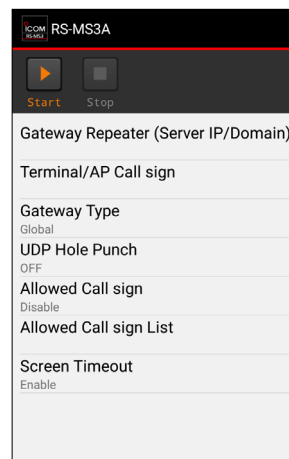 ICOM
RS-MS3
RS-MS3A
Start Stop
Gateway Repeater (Server IP/Domain)
Terminal/AP Call sign
Gateway Type
Global
UDP Hole Punch
OFF
Allowed Call sign
Disable
Allowed Call sign List
Screen Timeout
Enable